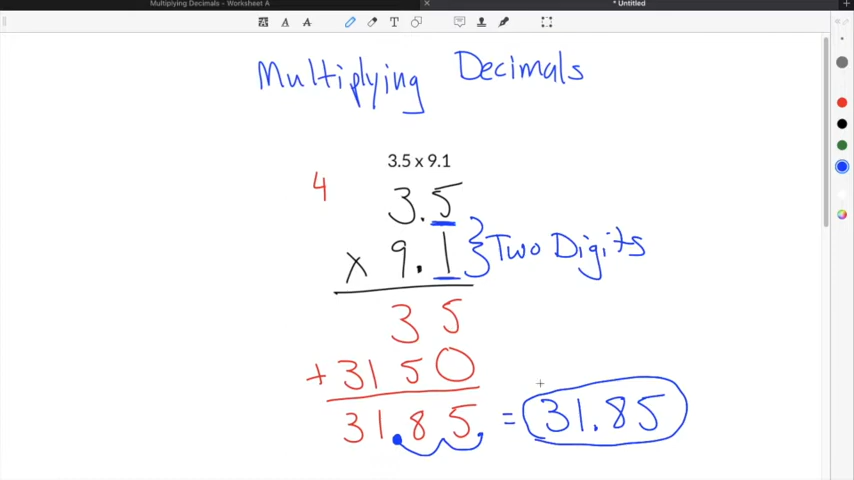 Multiplying Decimals - Worksheet A
* Untitled
Multiplying Decimals
3.5 x 9.1
4
3.5
x 9.1 } Two Digits
35
+3150
31.85. = 31.85